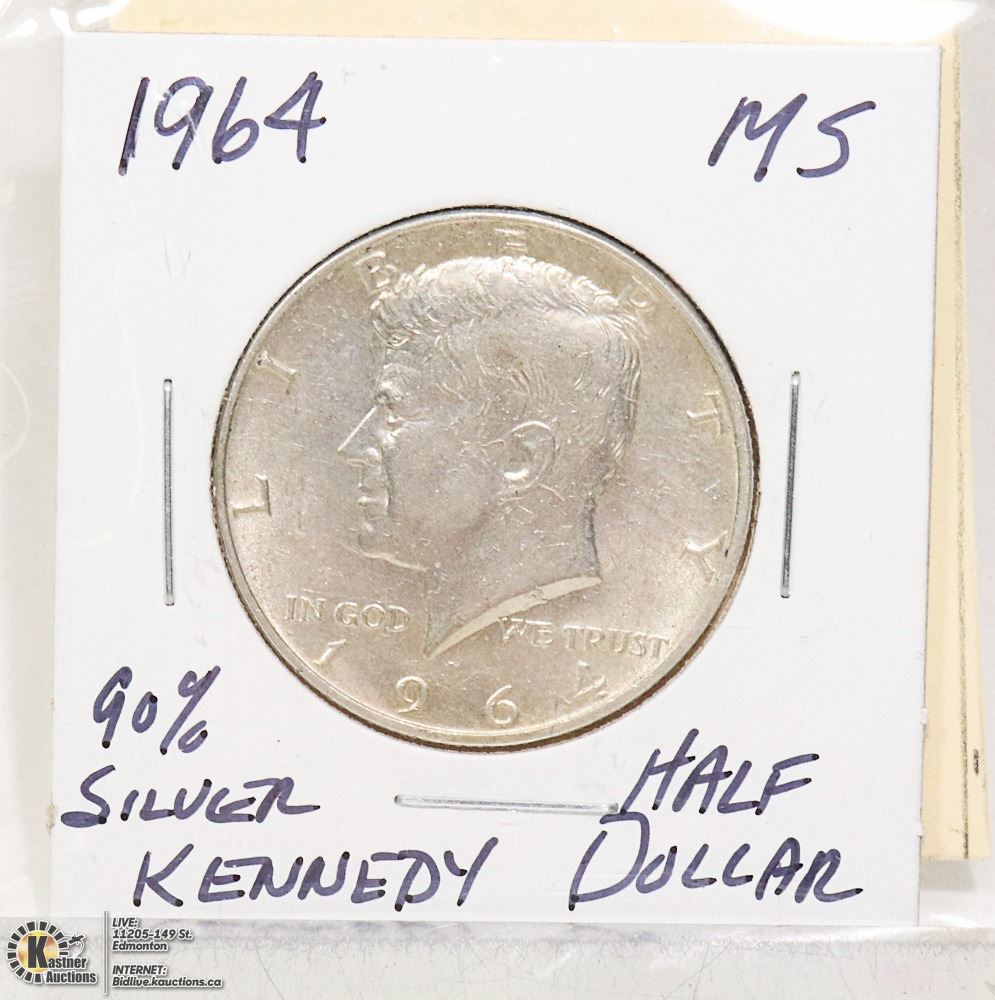 1964 MS
LIBERTY
IN GOD WE TRUST
1964
90% HALF
SILVER DOLLAR
KENNEDY
Kastner
Auctions
LIVE:
11205-149 St.
Edmonton
INTERNET:
Bidlive.kauctions.ca